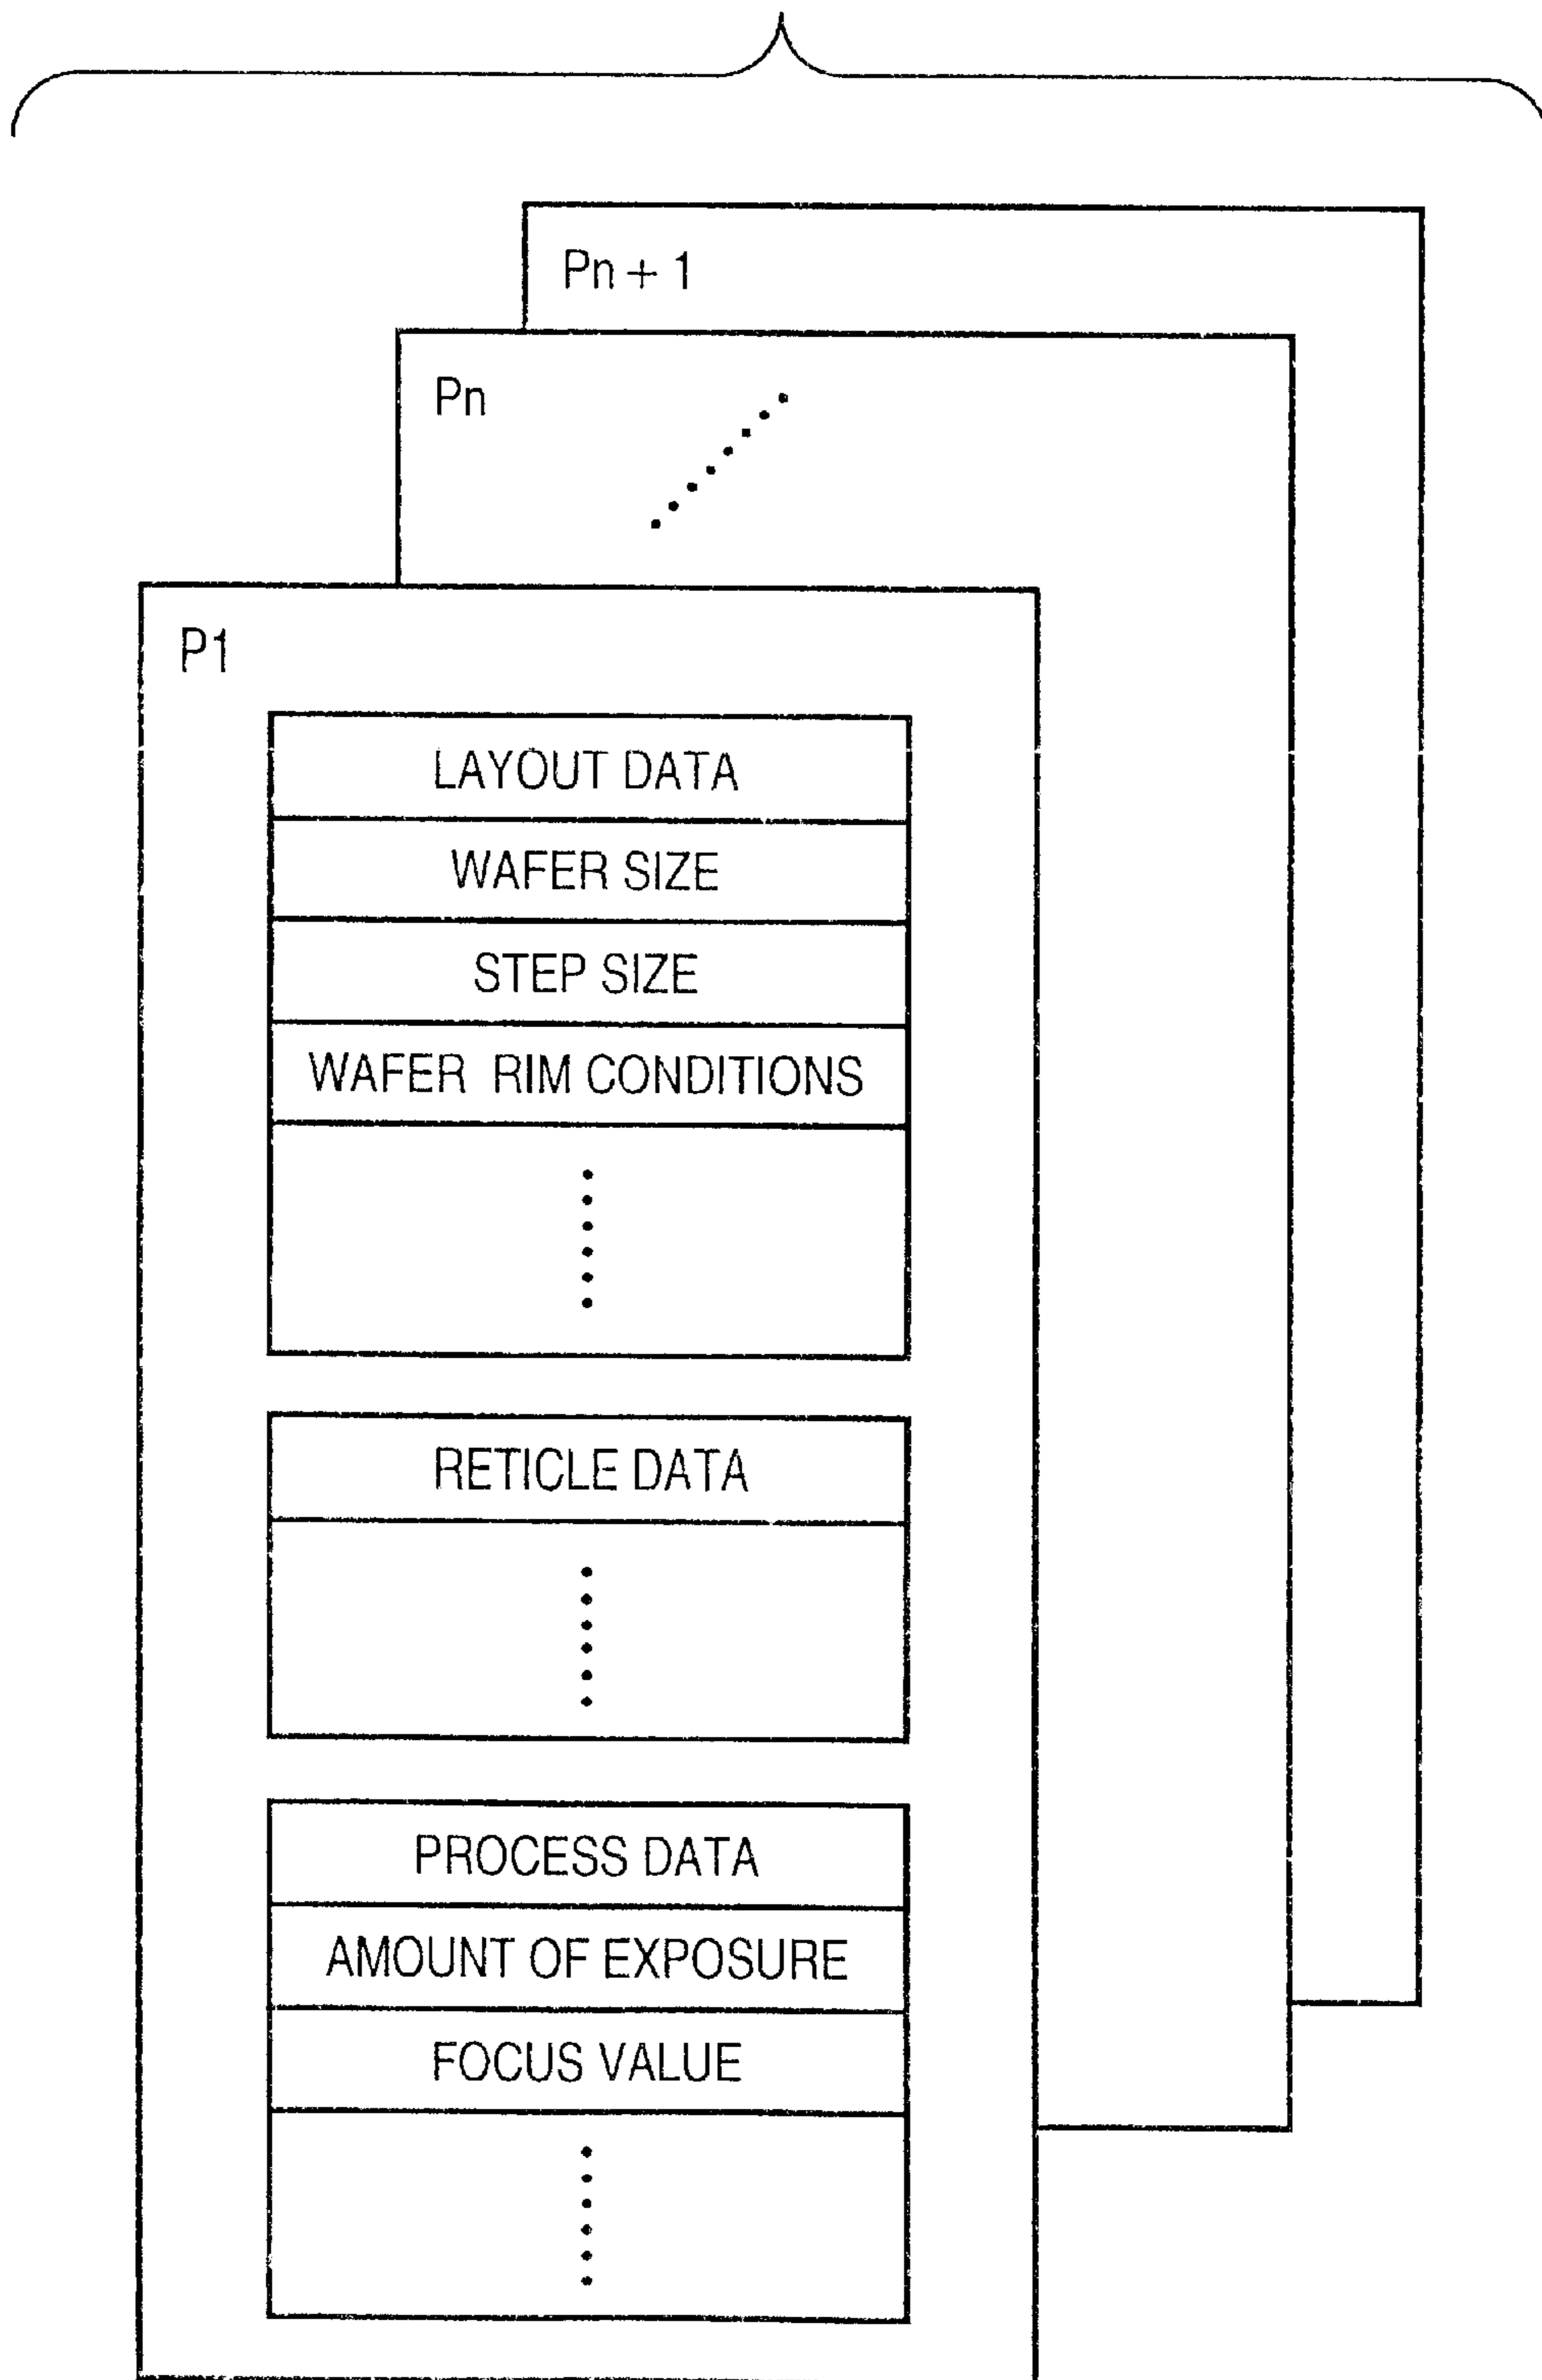 Pn + 1
Pn
P1
LAYOUT DATA
WAFER SIZE
STEP SIZE
WAFER RIM CONDITIONS
RETICLE DATA
PROCESS DATA
AMOUNT OF EXPOSURE
FOCUS VALUE